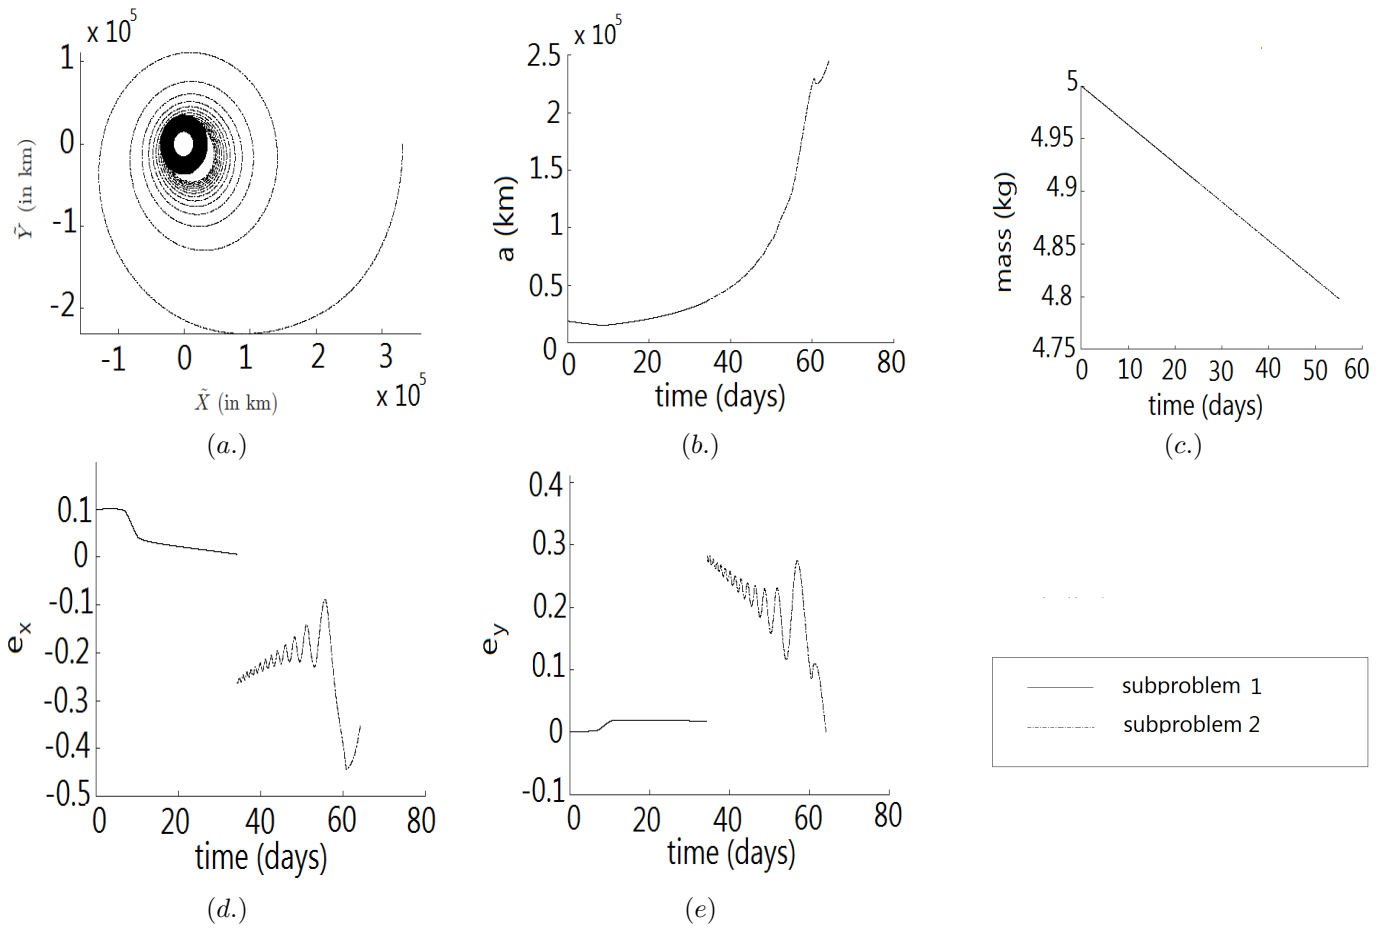 x 10^5
1
0
-1
-2
Ỹ (in km)
-1 0 1 2 3
x 10^5
X̃ (in km)
(a.)
x 10^5
2.5
2
1.5
1
0.5
0
a (km)
0 20 40 60 80
time (days)
(b.)
5
4.95
4.9
4.85
4.8
4.75
mass (kg)
0 10 20 30 40 50 60
time (days)
(c.)
0.1
0
-0.1
-0.2
-0.3
-0.4
-0.5
e_x
0 20 40 60 80
time (days)
(d.)
0.4
0.3
0.2
0.1
0
-0.1
e_y
0 20 40 60 80
time (days)
(e)
subproblem 1
subproblem 2